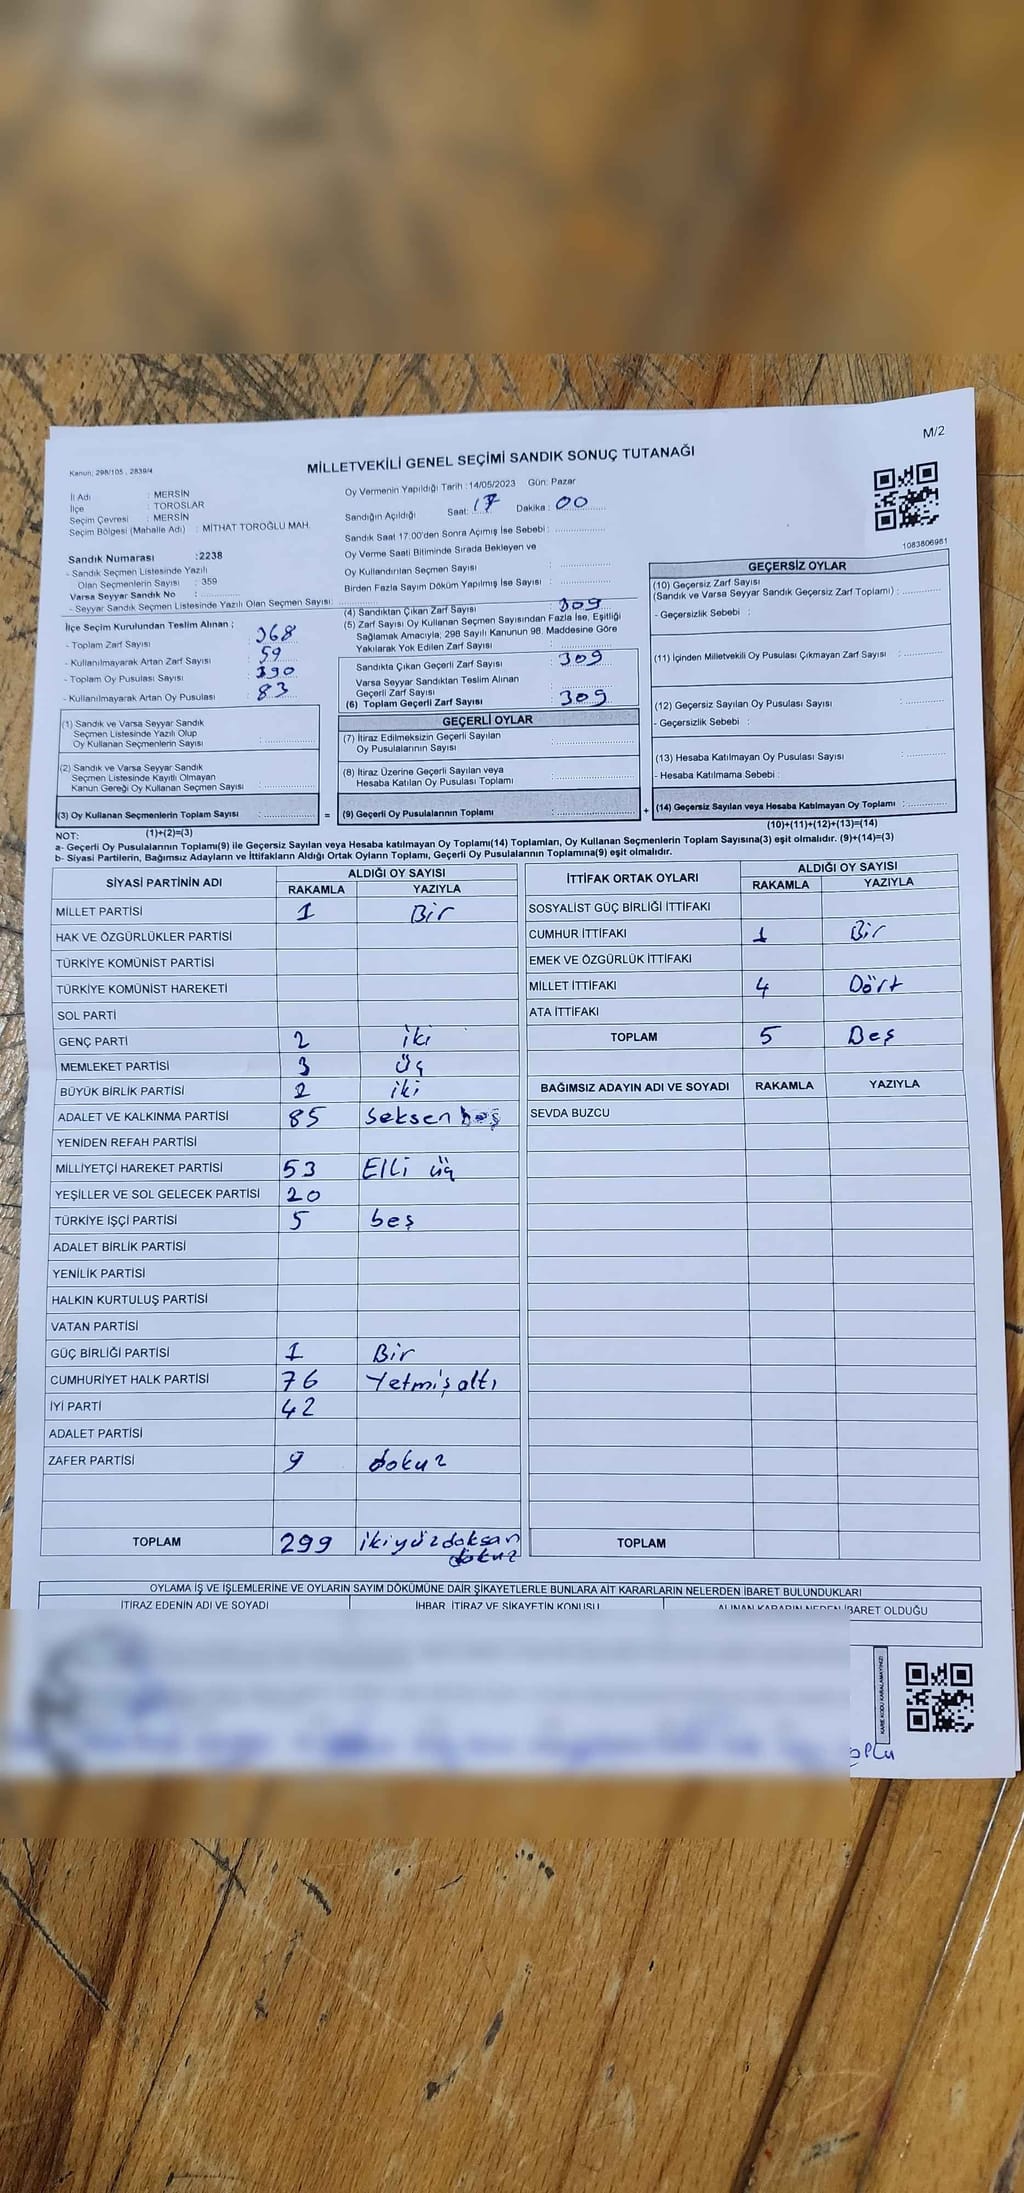 M/2
Kanun; 298/105 , 2839/4
MİLLETVEKİLİ GENEL SEÇİMİ SANDIK SONUÇ TUTANAĞI
İl Adı : MERSİN
İlçe : TOROSLAR
Seçim Çevresi : MERSİN
Seçim Bölgesi (Mahalle Adı) : MİTHAT TOROĞLU MAH.
Sandık Numarası :2238
- Sandık Seçmen Listesinde Yazılı
Olan Seçmenlerin Sayısı : 359
Varsa Seyyar Sandık No :
- Seyyar Sandık Seçmen Listesinde Yazılı Olan Seçmen Sayısı:
İlçe Seçim Kurulundan Teslim Alınan ;
- Toplam Zarf Sayısı : 368
- Kullanılmayarak Artan Zarf Sayısı : 59
- Toplam Oy Pusulası Sayısı : 390
- Kullanılmayarak Artan Oy Pusulası : 83
Oy Vermenin Yapıldığı Tarih : 14/05/2023 Gün: Pazar
Sandığın Açıldığı Saat: 17 Dakika : 00
Sandık Saat 17.00'den Sonra Açımış İse Sebebi :
Oy Verme Saati Bitiminde Sırada Bekleyen ve
Oy Kullandırılan Seçmen Sayısı :
Birden Fazla Sayım Döküm Yapılmış İse Sayısı :
(4) Sandıktan Çıkan Zarf Sayısı : 309
(5) Zarf Sayısı Oy Kullanan Seçmen Sayısından Fazla İse, Eşitliği
Sağlamak Amacıyla, 298 Sayılı Kanunun 98. Maddesine Göre
Yakılarak Yok Edilen Zarf Sayısı :
Sandıkta Çıkan Geçerli Zarf Sayısı : 309
Varsa Seyyar Sandıktan Teslim Alınan
Geçerli Zarf Sayısı :
(6) Toplam Geçerli Zarf Sayısı : 309
1083806981
GEÇERSİZ OYLAR
(10) Geçersiz Zarf Sayısı
(Sandık ve Varsa Seyyar Sandık Geçersiz Zarf Toplamı) :
- Geçersizlik Sebebi :
(11) İçinden Milletvekili Oy Pusulası Çıkmayan Zarf Sayısı :
(12) Geçersiz Sayılan Oy Pusulası Sayısı :
- Geçersizlik Sebebi :
(13) Hesaba Katılmayan Oy Pusulası Sayısı :
- Hesaba Katılmama Sebebi :
(14) Geçersiz Sayılan veya Hesaba Katılmayan Oy Toplamı :
(10)+(11)+(12)+(13)=(14)
(1) Sandık ve Varsa Seyyar Sandık
Seçmen Listesinde Yazılı Olup
Oy Kullanan Seçmenlerin Sayısı :
(2) Sandık ve Varsa Seyyar Sandık
Seçmen Listesinde Kayıtlı Olmayan
Kanun Gereği Oy Kullanan Seçmen Sayısı :
(3) Oy Kullanan Seçmenlerin Toplam Sayısı : =
(1)+(2)=(3)
GEÇERLİ OYLAR
(7) İtiraz Edilmeksizin Geçerli Sayılan
Oy Pusulalarının Sayısı :
(8) İtiraz Üzerine Geçerli Sayılan veya
Hesaba Katılan Oy Pusulası Toplamı :
(9) Geçerli Oy Pusulalarının Toplamı : +
NOT:
a- Geçerli Oy Pusulalarının Toplamı(9) ile Geçersiz Sayılan veya Hesaba katılmayan Oy Toplamı(14) Toplamları, Oy Kullanan Seçmenlerin Toplam Sayısına(3) eşit olmalıdır. (9)+(14)=(3)
b- Siyasi Partilerin, Bağımsız Adayların ve İttifakların Aldığı Ortak Oyların Toplamı, Geçerli Oy Pusulalarının Toplamına(9) eşit olmalıdır.
SİYASİ PARTİNİN ADI ALDIĞI OY SAYISI
RAKAMLA YAZIYLA
MİLLET PARTİSİ 1 Bir
HAK VE ÖZGÜRLÜKLER PARTİSİ
TÜRKİYE KOMÜNİST PARTİSİ
TÜRKİYE KOMÜNİST HAREKETİ
SOL PARTİ
GENÇ PARTİ 2 iki
MEMLEKET PARTİSİ 3 üç
BÜYÜK BİRLİK PARTİSİ 2 iki
ADALET VE KALKINMA PARTİSİ 85 Seksen beş
YENİDEN REFAH PARTİSİ
MİLLİYETÇİ HAREKET PARTİSİ 53 Elli üç
YEŞİLLER VE SOL GELECEK PARTİSİ 20
TÜRKİYE İŞÇİ PARTİSİ 5 beş
ADALET BİRLİK PARTİSİ
YENİLİK PARTİSİ
HALKIN KURTULUŞ PARTİSİ
VATAN PARTİSİ
GÜÇ BİRLİĞİ PARTİSİ 1 Bir
CUMHURİYET HALK PARTİSİ 76 Yetmiş altı
İYİ PARTİ 42
ADALET PARTİSİ
ZAFER PARTİSİ 9 dokuz
TOPLAM 299 ikiyüzdoksan
dokuz
İTTİFAK ORTAK OYLARI ALDIĞI OY SAYISI
RAKAMLA YAZIYLA
SOSYALİST GÜÇ BİRLİĞİ İTTİFAKI
CUMHUR İTTİFAKI 1 Bir
EMEK VE ÖZGÜRLÜK İTTİFAKI
MİLLET İTTİFAKI 4 Dört
ATA İTTİFAKI
TOPLAM 5 Beş
BAĞIMSIZ ADAYIN ADI VE SOYADI RAKAMLA YAZIYLA
SEVDA BUZCU
TOPLAM
OYLAMA İŞ VE İŞLEMLERİNE VE OYLARIN SAYIM DÖKÜMÜNE DAİR ŞİKAYETLERLE BUNLARA AİT KARARLARIN NELERDEN İBARET BULUNDUKLARI
İTİRAZ EDENİN ADI VE SOYADI İHBAR, İTİRAZ VE ŞİKAYETİN KONUSU ALINAN KARARIN NEDEN İBARET OLDUĞU
KARE KODU KARALAMAYINIZ!